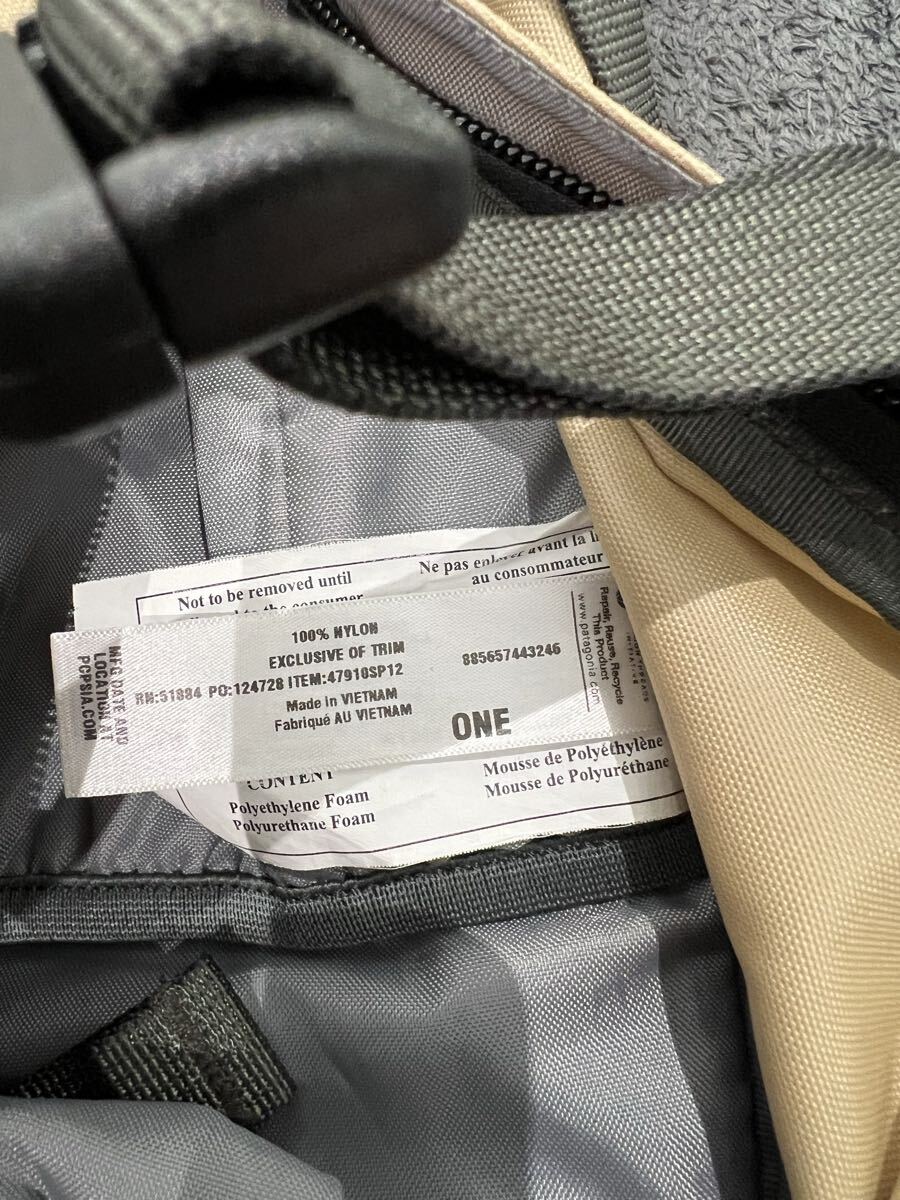 Not to be removed until
the consumer
Ne pas enlever avant la
au consommateur
MFG DATE AND
LOCATION AT
PCPSIA.COM
100% NYLON
EXCLUSIVE OF TRIM
RN:51884 PO:124728 ITEM:47910SP12
Made in VIETNAM
Fabriqué AU VIETNAM
885657443246
ONE
Repair, Reuse, Recycle
This Product
www.patagonia.com
CONTENT
Polyethylene Foam
Polyurethane Foam
Mousse de Polyéthylène
Mousse de Polyuréthane